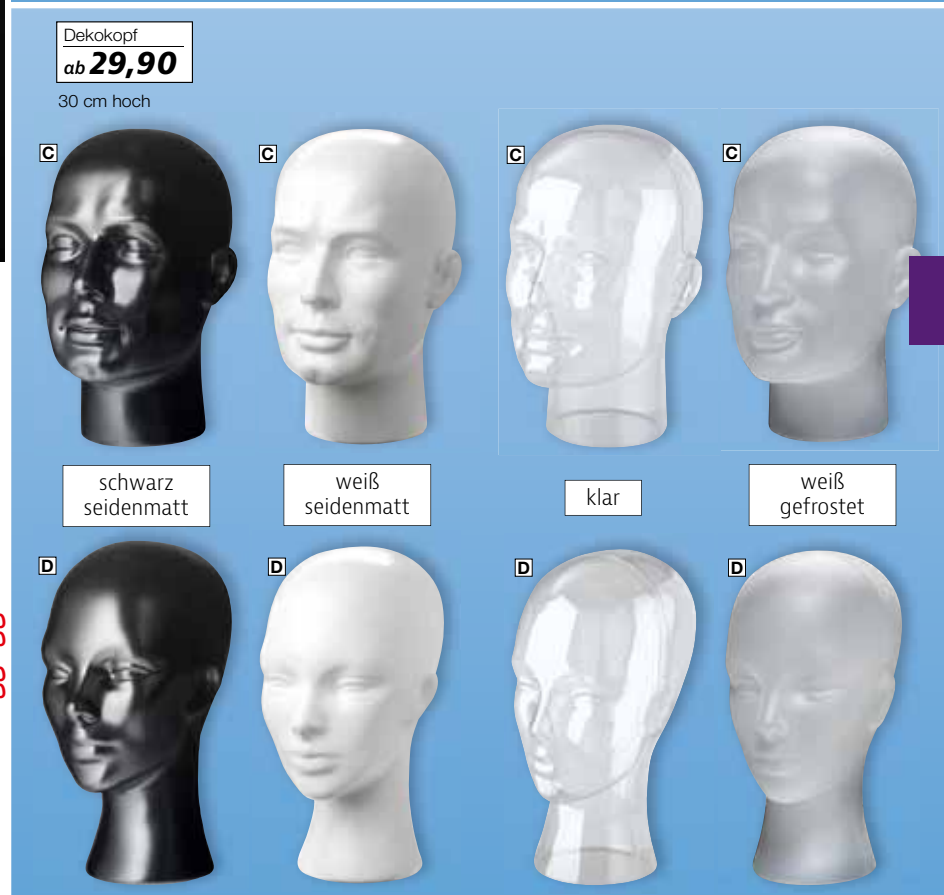 Dekokopf
ab 29,90
30 cm hoch
C
C
C
C
schwarz
seidenmatt
weiß
seidenmatt
klar
weiß
gefrostet
D
D
D
D